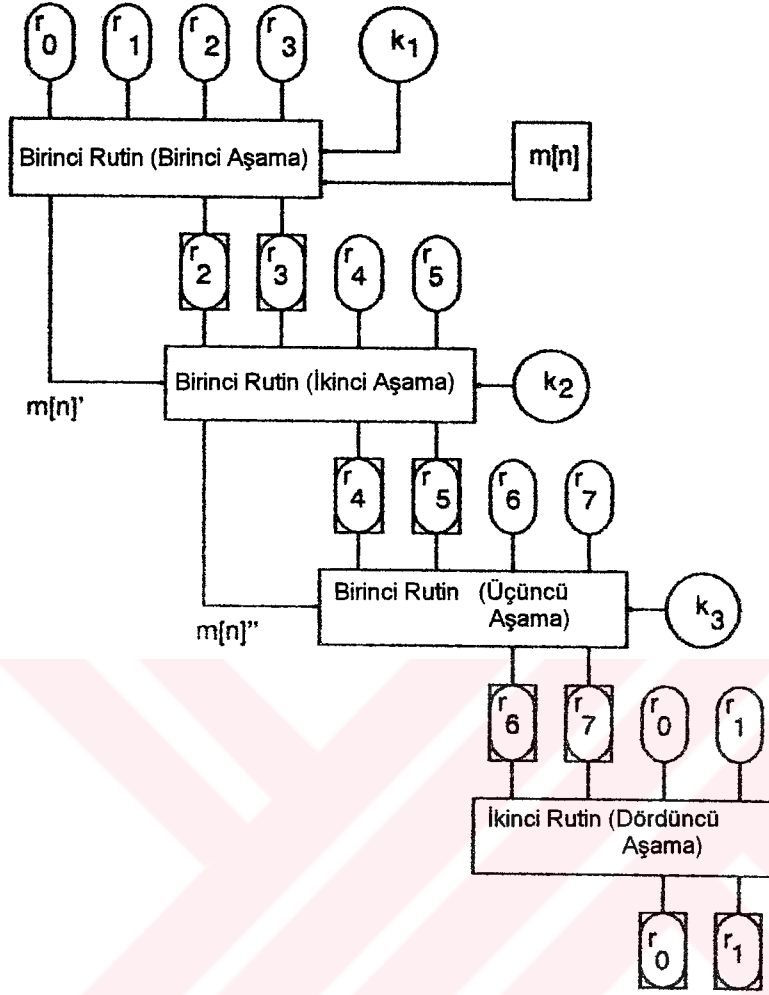 r0 r1 r2 r3 k1
Birinci Rutin (Birinci Aşama)
m[n]
r2 r3 r4 r5
Birinci Rutin (İkinci Aşama)
k2
m[n]'
r4 r5 r6 r7
Birinci Rutin (Üçüncü
Aşama)
k3
m[n]''
r6 r7 r0 r1
İkinci Rutin (Dördüncü
Aşama)
r0 r1